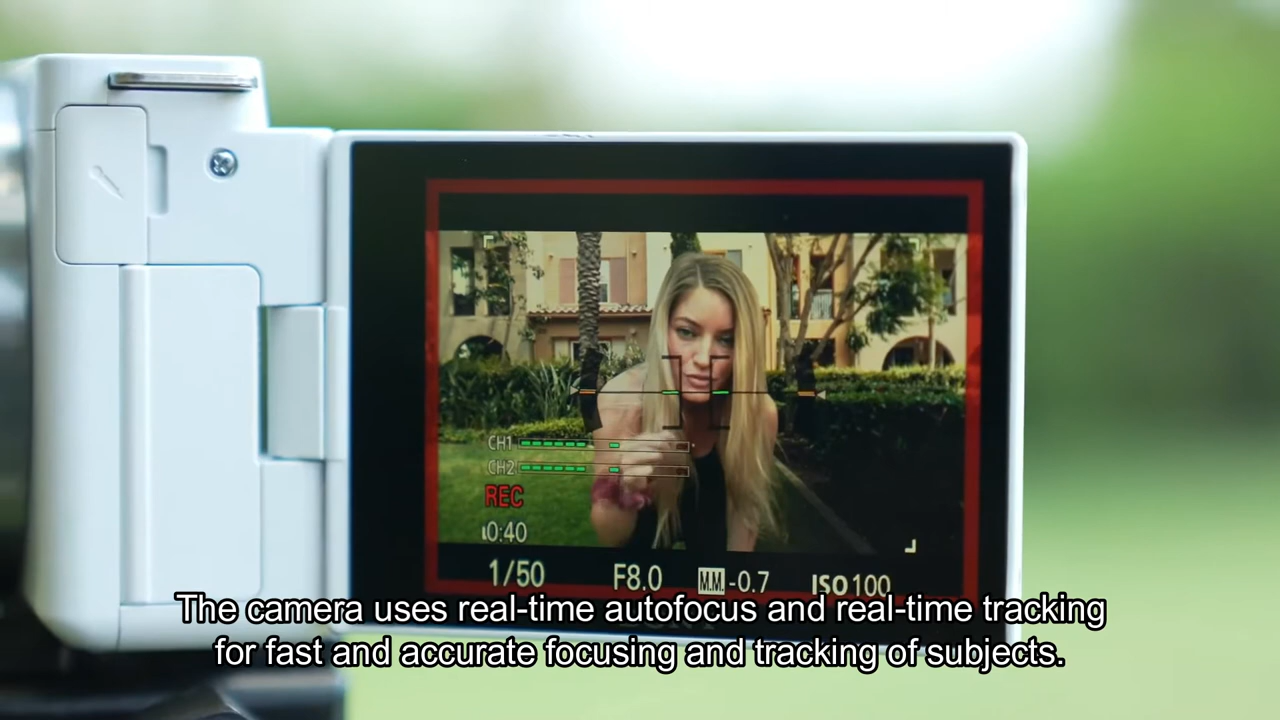 CH1
CH2
REC
0:40
1/50 F8.0 M.M. -0.7 ISO 100
The camera uses real-time autofocus and real-time tracking
for fast and accurate focusing and tracking of subjects.